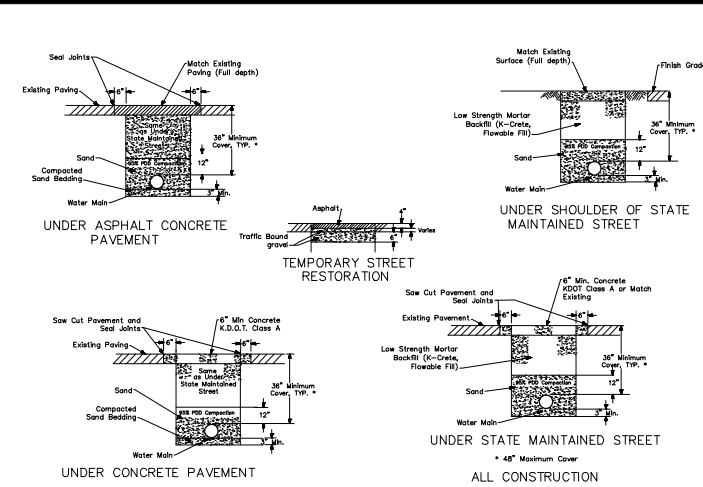 Seal Joints
6"
6"
Match Existing
Paving (Full depth)
Existing Paving
Same
as Under
State Maintained
Street
36" Minimum
Cover, TYP. *
Sand
95% PDD Compaction
12"
Compacted
Sand Bedding
3" Min.
Water Main
UNDER ASPHALT CONCRETE
PAVEMENT
Asphalt
4"
Traffic Bound
gravel
Varies
6"
TEMPORARY STREET
RESTORATION
Match Existing
Surface (Full depth)
Finish Grade
Low Strength Mortar
Backfill (K-Crete,
Flowable Fill)
36" Minimum
Cover, TYP. *
95% PDD Compaction
12"
Sand
3" Min.
Water Main
UNDER SHOULDER OF STATE
MAINTAINED STREET
Saw Cut Pavement and
Seal Joints
6"
6"
6" Min Concrete
K.D.O.T. Class A
Existing Paving
Same
as Under
State Maintained
Street
36" Minimum
Cover, TYP. *
Sand
95% PDD Compaction
12"
Compacted
Sand Bedding
3" Min.
Water Main
UNDER CONCRETE PAVEMENT
Saw Cut Pavement and
Seal Joints
6"
6"
6" Min. Concrete
KDOT Class A or Match
Existing
Existing Pavement
Low Strength Mortar
Backfill (K-Crete,
Flowable Fill)
36" Minimum
Cover, TYP. *
95% PDD Compaction
12"
Sand
3" Min.
Water Main
UNDER STATE MAINTAINED STREET
* 48" Maximum Cover
ALL CONSTRUCTION